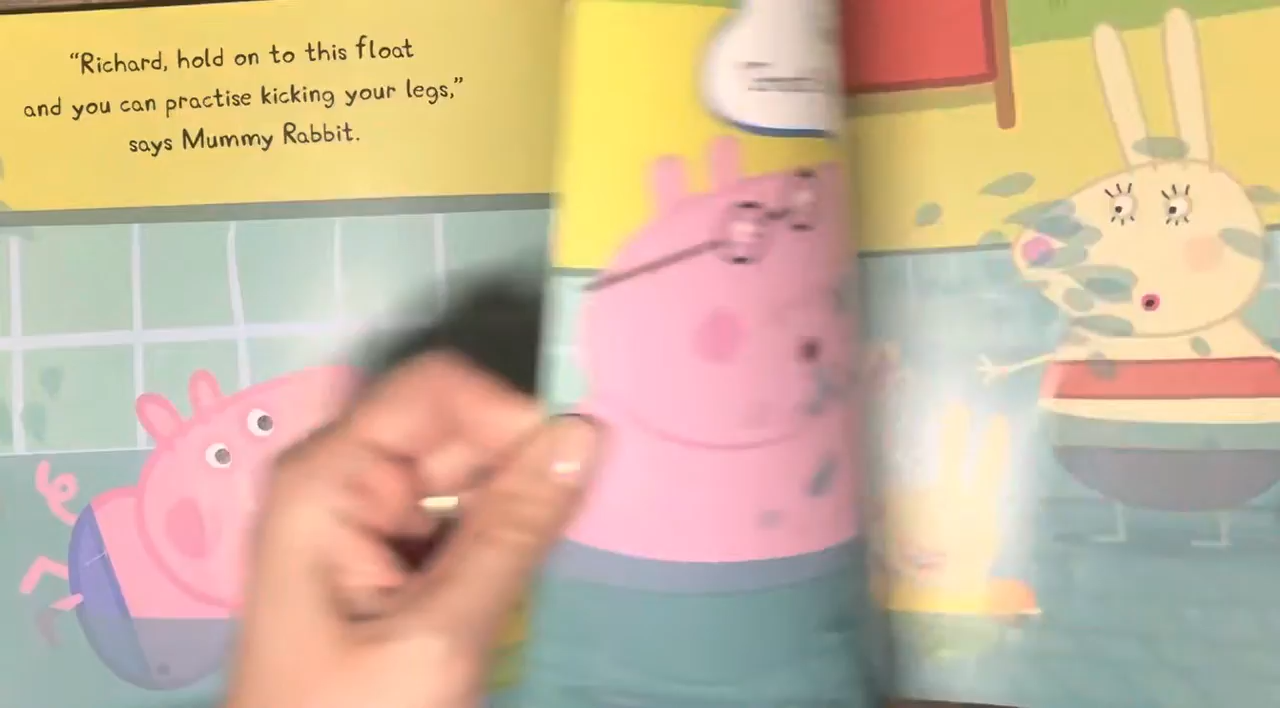 “Richard, hold on to this float
and you can practise kicking your legs,”
says Mummy Rabbit.